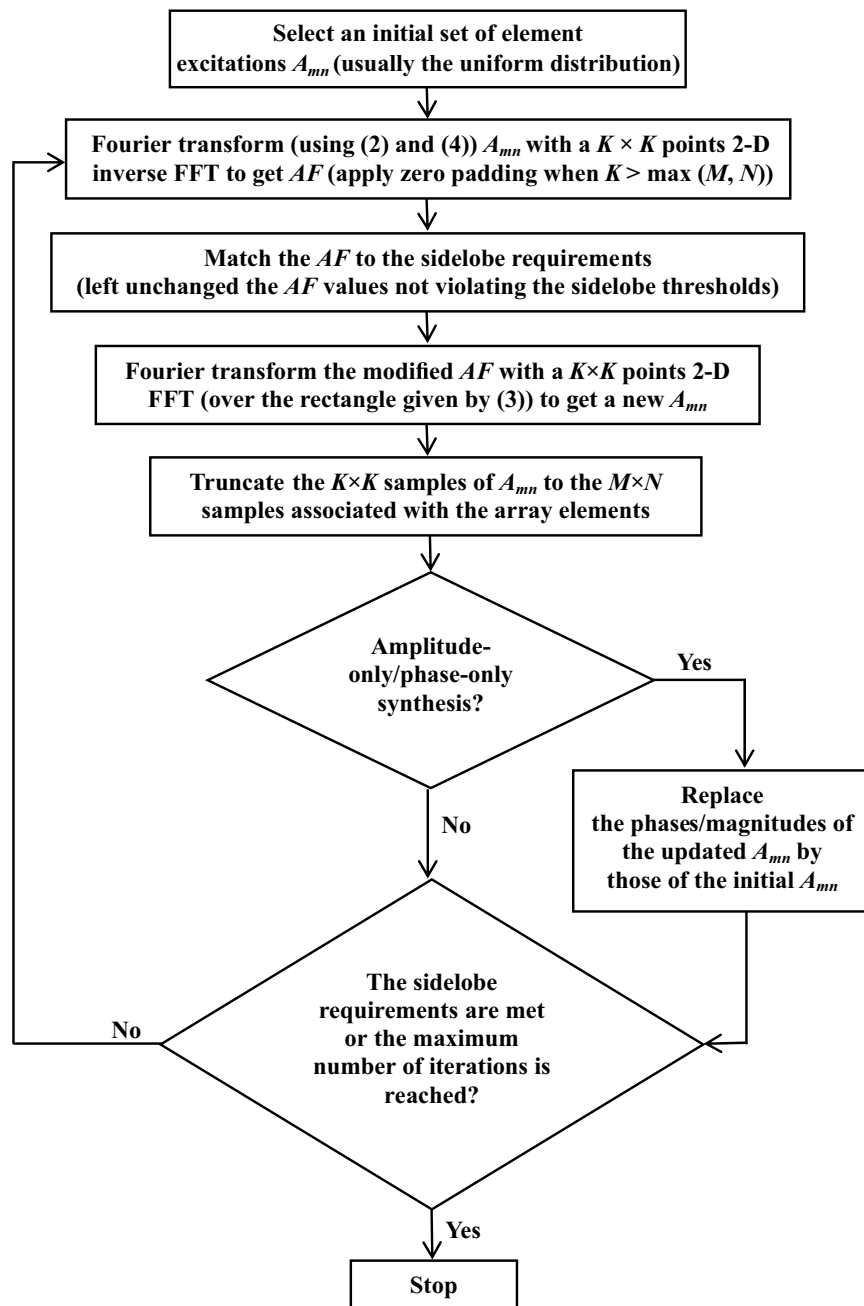 Select an initial set of element
excitations Amn (usually the uniform distribution)
Fourier transform (using (2) and (4)) Amn with a K × K points 2-D
inverse FFT to get AF (apply zero padding when K > max (M, N))
Match the AF to the sidelobe requirements
(left unchanged the AF values not violating the sidelobe thresholds)
Fourier transform the modified AF with a K×K points 2-D
FFT (over the rectangle given by (3)) to get a new Amn
Truncate the K×K samples of Amn to the M×N
samples associated with the array elements
Amplitude-
only/phase-only
synthesis?
Yes
Replace
the phases/magnitudes of
the updated Amn by
those of the initial Amn
No
The sidelobe
requirements are met
or the maximum
number of iterations is
reached?
No
Yes
Stop